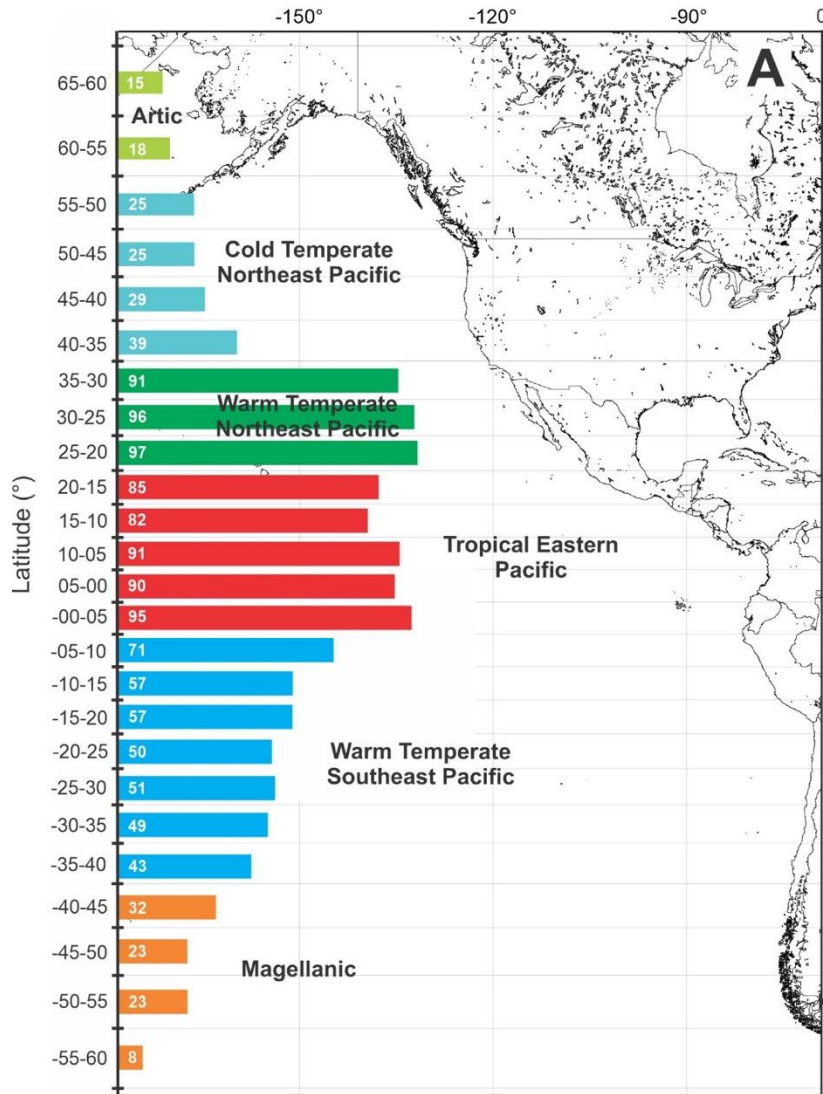 -150° -120° -90° 0
A
65-60 15
Artic
60-55 18
55-50 25
50-45 25
Cold Temperate
Northeast Pacific
45-40 29
40-35 39
35-30 91
Warm Temperate
30-25 96
Northeast Pacific
25-20 97
20-15 85
15-10 82
10-05 91
Tropical Eastern
Pacific
05-00 90
-00-05 95
-05-10 71
-10-15 57
-15-20 57
-20-25 50
Warm Temperate
Southeast Pacific
-25-30 51
-30-35 49
-35-40 43
-40-45 32
-45-50 23
Magellanic
-50-55 23
-55-60 8
Latitude (°)